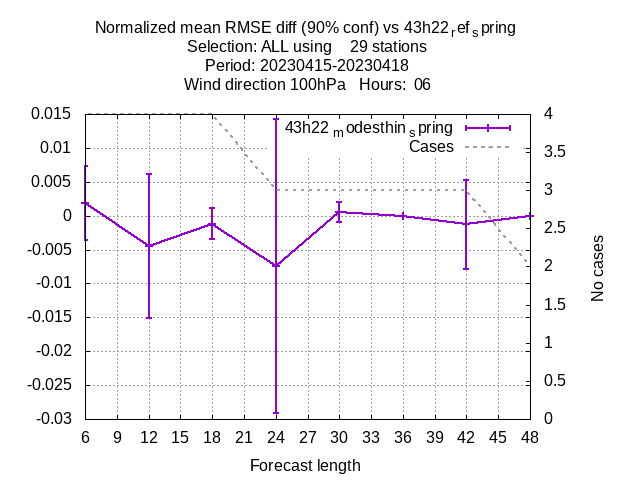 Normalized mean RMSE diff (90% conf) vs 43h22refspring
Selection: ALL using 29 stations
Period: 20230415-20230418
Wind direction 100hPa Hours: 06
43h22modesthinspring
Cases
0.015
0.01
0.005
0
-0.005
-0.01
-0.015
-0.02
-0.025
-0.03
4
3.5
3
2.5
2
1.5
1
0.5
0
No cases
6 9 12 15 18 21 24 27 30 33 36 39 42 45 48
Forecast length